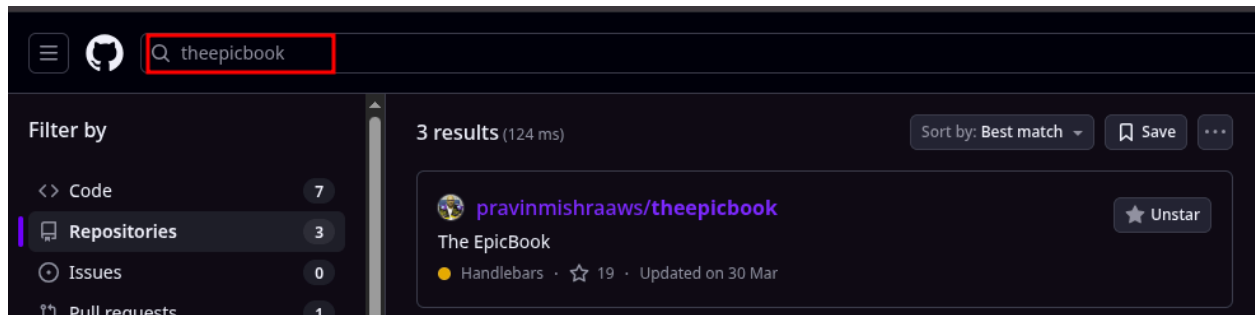 theepicbook
Filter by
3 results (124 ms)
Sort by: Best match
Save
Code 7
Repositories 3
Issues 0
Pull requests 1
pravinmishraaws/theepicbook
Unstar
The EpicBook
Handlebars · 19 · Updated on 30 Mar